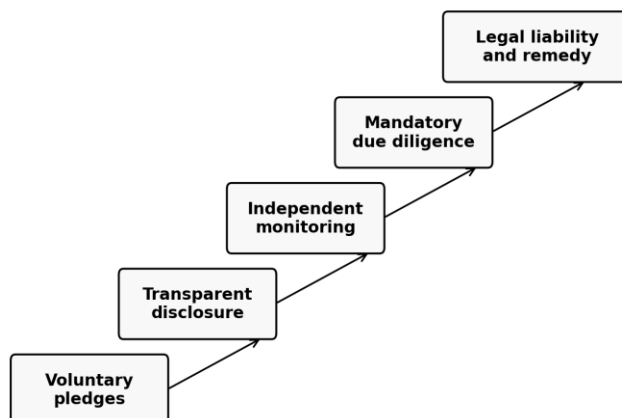 Legal liability
and remedy
Mandatory
due diligence
Independent
monitoring
Transparent
disclosure
Voluntary
pledges